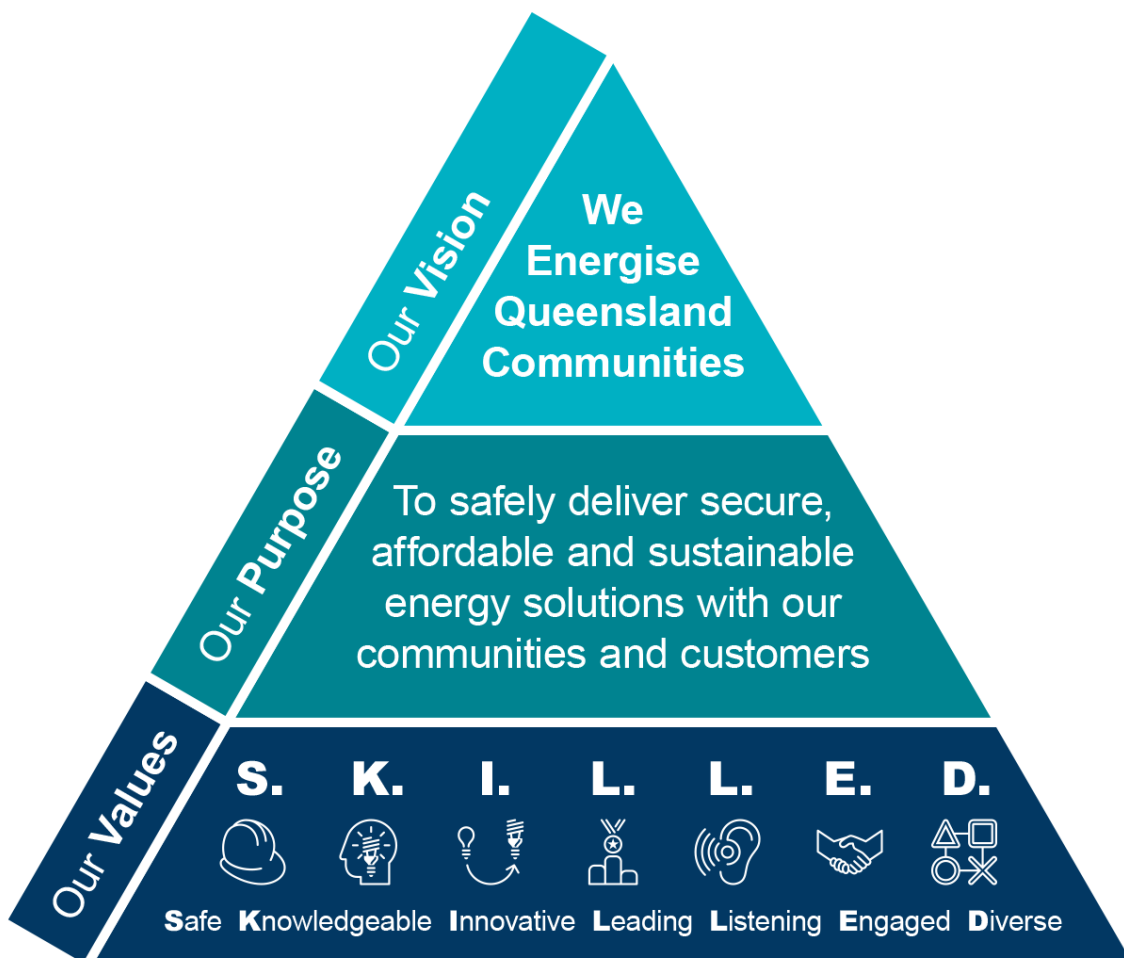 Our Vision
We
Energise
Queensland
Communities
Our Purpose
To safely deliver secure,
affordable and sustainable
energy solutions with our
communities and customers
Our Values
S. K. I. L. L. E. D.
Safe Knowledgeable Innovative Leading Listening Engaged Diverse